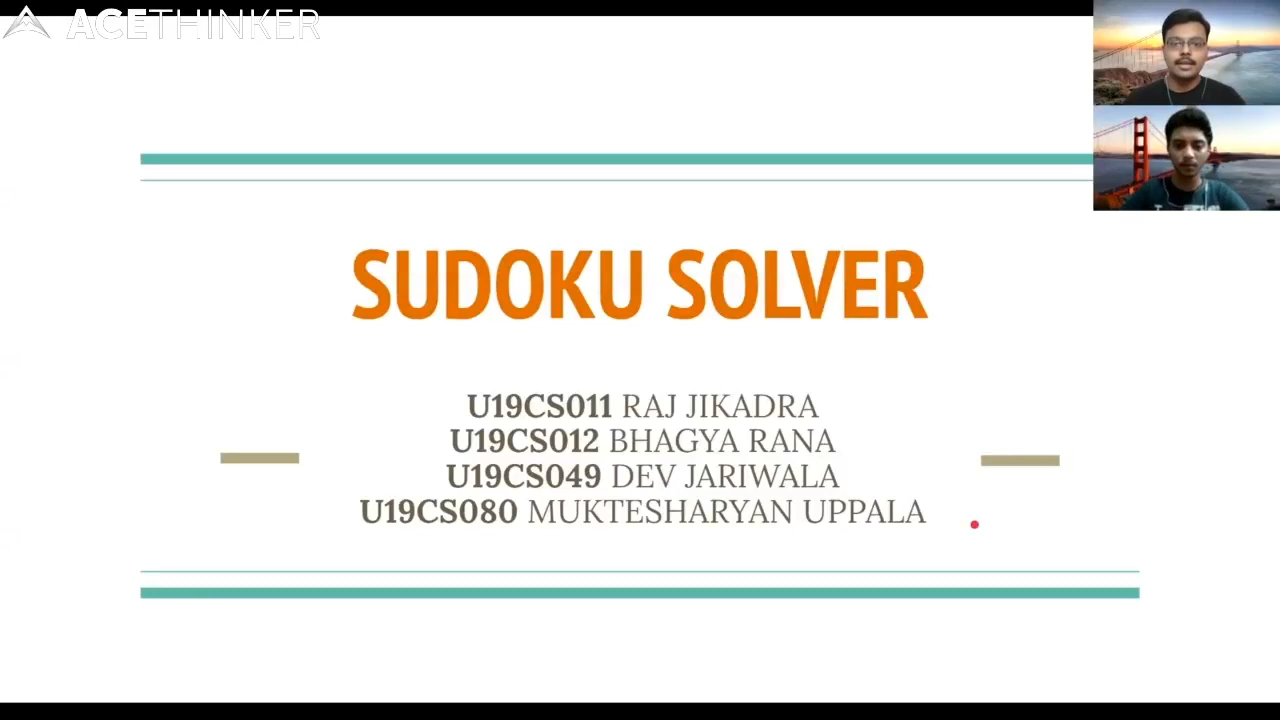 ACETHINKER
SUDOKU SOLVER
U19CS011 RAJ JIKADRA
U19CS012 BHAGYA RANA
U19CS049 DEV JARIWALA
U19CS080 MUKTESHARYAN UPPALA